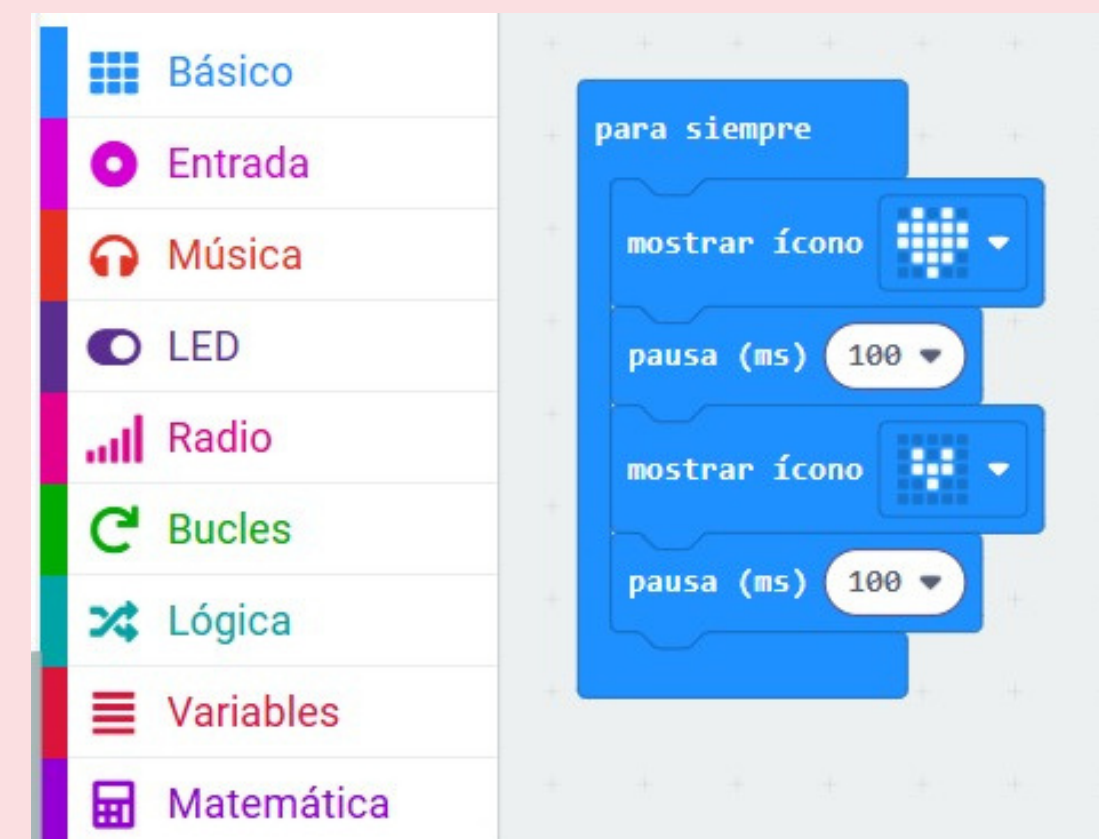 Básico
Entrada
Música
LED
Radio
Bucles
Lógica
Variables
Matemática
para siempre
mostrar ícono
pausa (ms) 100
mostrar ícono
pausa (ms) 100